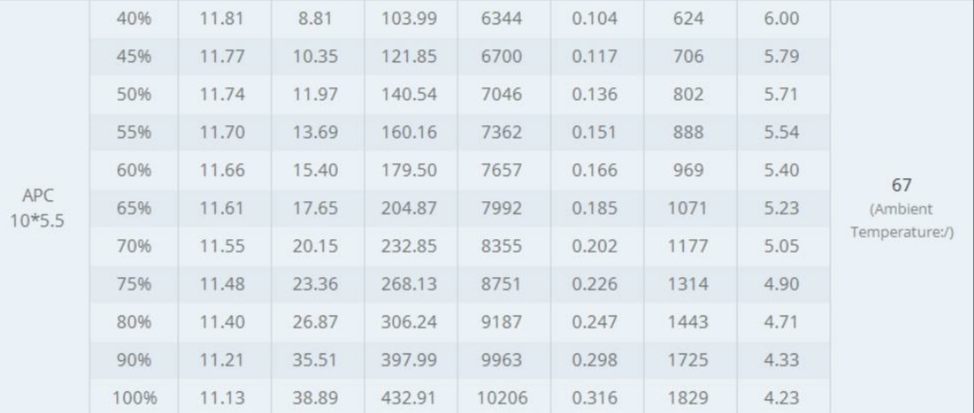 40% 11.81 8.81 103.99 6344 0.104 624 6.00
45% 11.77 10.35 121.85 6700 0.117 706 5.79
50% 11.74 11.97 140.54 7046 0.136 802 5.71
55% 11.70 13.69 160.16 7362 0.151 888 5.54
60% 11.66 15.40 179.50 7657 0.166 969 5.40
APC
10*5.5
65% 11.61 17.65 204.87 7992 0.185 1071 5.23
70% 11.55 20.15 232.85 8355 0.202 1177 5.05
75% 11.48 23.36 268.13 8751 0.226 1314 4.90
80% 11.40 26.87 306.24 9187 0.247 1443 4.71
90% 11.21 35.51 397.99 9963 0.298 1725 4.33
100% 11.13 38.89 432.91 10206 0.316 1829 4.23
67
(Ambient
Temperature:/)